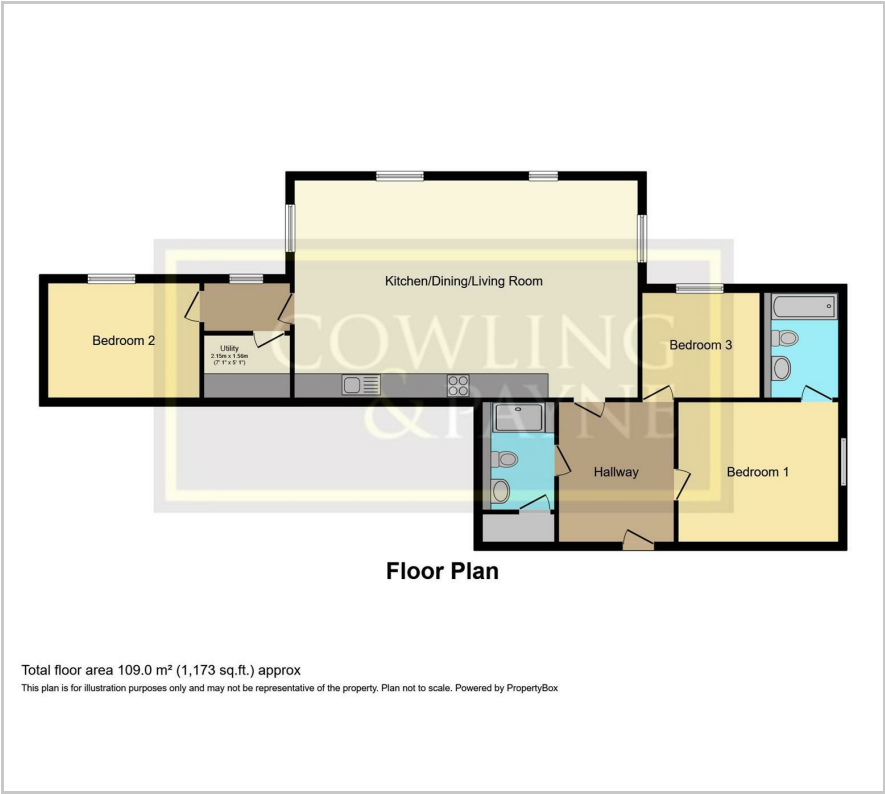 Kitchen/Dining/Living Room
Bedroom 2
Utility
2.15m x 1.56m
(7' 1" x 5' 1")
Bedroom 3
COWLING
& PAYNE
Hallway
Bedroom 1
Floor Plan
Total floor area 109.0 m² (1,173 sq.ft.) approx
This plan is for illustration purposes only and may not be representative of the property. Plan not to scale. Powered by PropertyBox